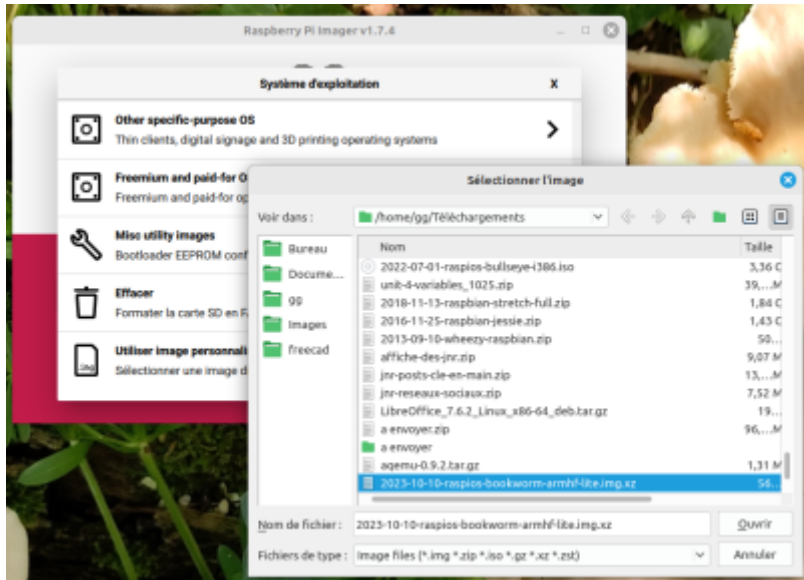 Raspberry Pi Imager v1.7.4
Système d'exploitation X
Other specific-purpose OS
Thin clients, digital signage and 3D printing operating systems
Freemium and paid-for O
Freemium and paid-for op
Misc utility images
Bootloader EEPROM conf
Effacer
Formater la carte SD en F
Utiliser image personnali
Sélectionner une image d
Sélectionner l'image
Voir dans : /home/gg/Téléchargements
Bureau
Docume...
gg
Images
freecad
Nom Taille
2022-07-01-raspios-bullseye-i386.iso 3,36 G
unit-4-variables_1025.zip 39,...M
2018-11-13-raspbian-stretch-full.zip 1,84 G
2016-11-25-raspbian-jessie.zip 1,43 G
2013-09-10-wheezy-raspbian.zip 50...
affiche-des-jnr.zip 9,07 M
jnr-posts-cle-en-main.zip 13,...M
jnr-reseaux-sociaux.zip 7,52 M
LibreOffice_7.6.2_Linux_x86-64_deb.tar.gz 19...
a envoyer.zip 96,...M
a envoyer
aqemu-0.9.2.tar.gz 1,31 M
2023-10-10-raspios-bookworm-armhf-lite.img.xz 56...
Nom de fichier : 2023-10-10-raspios-bookworm-armhf-lite.img.xz Ouvrir
Fichiers de type : Image files (*.img *.zip *.iso *.gz *.xz *.zst) Annuler